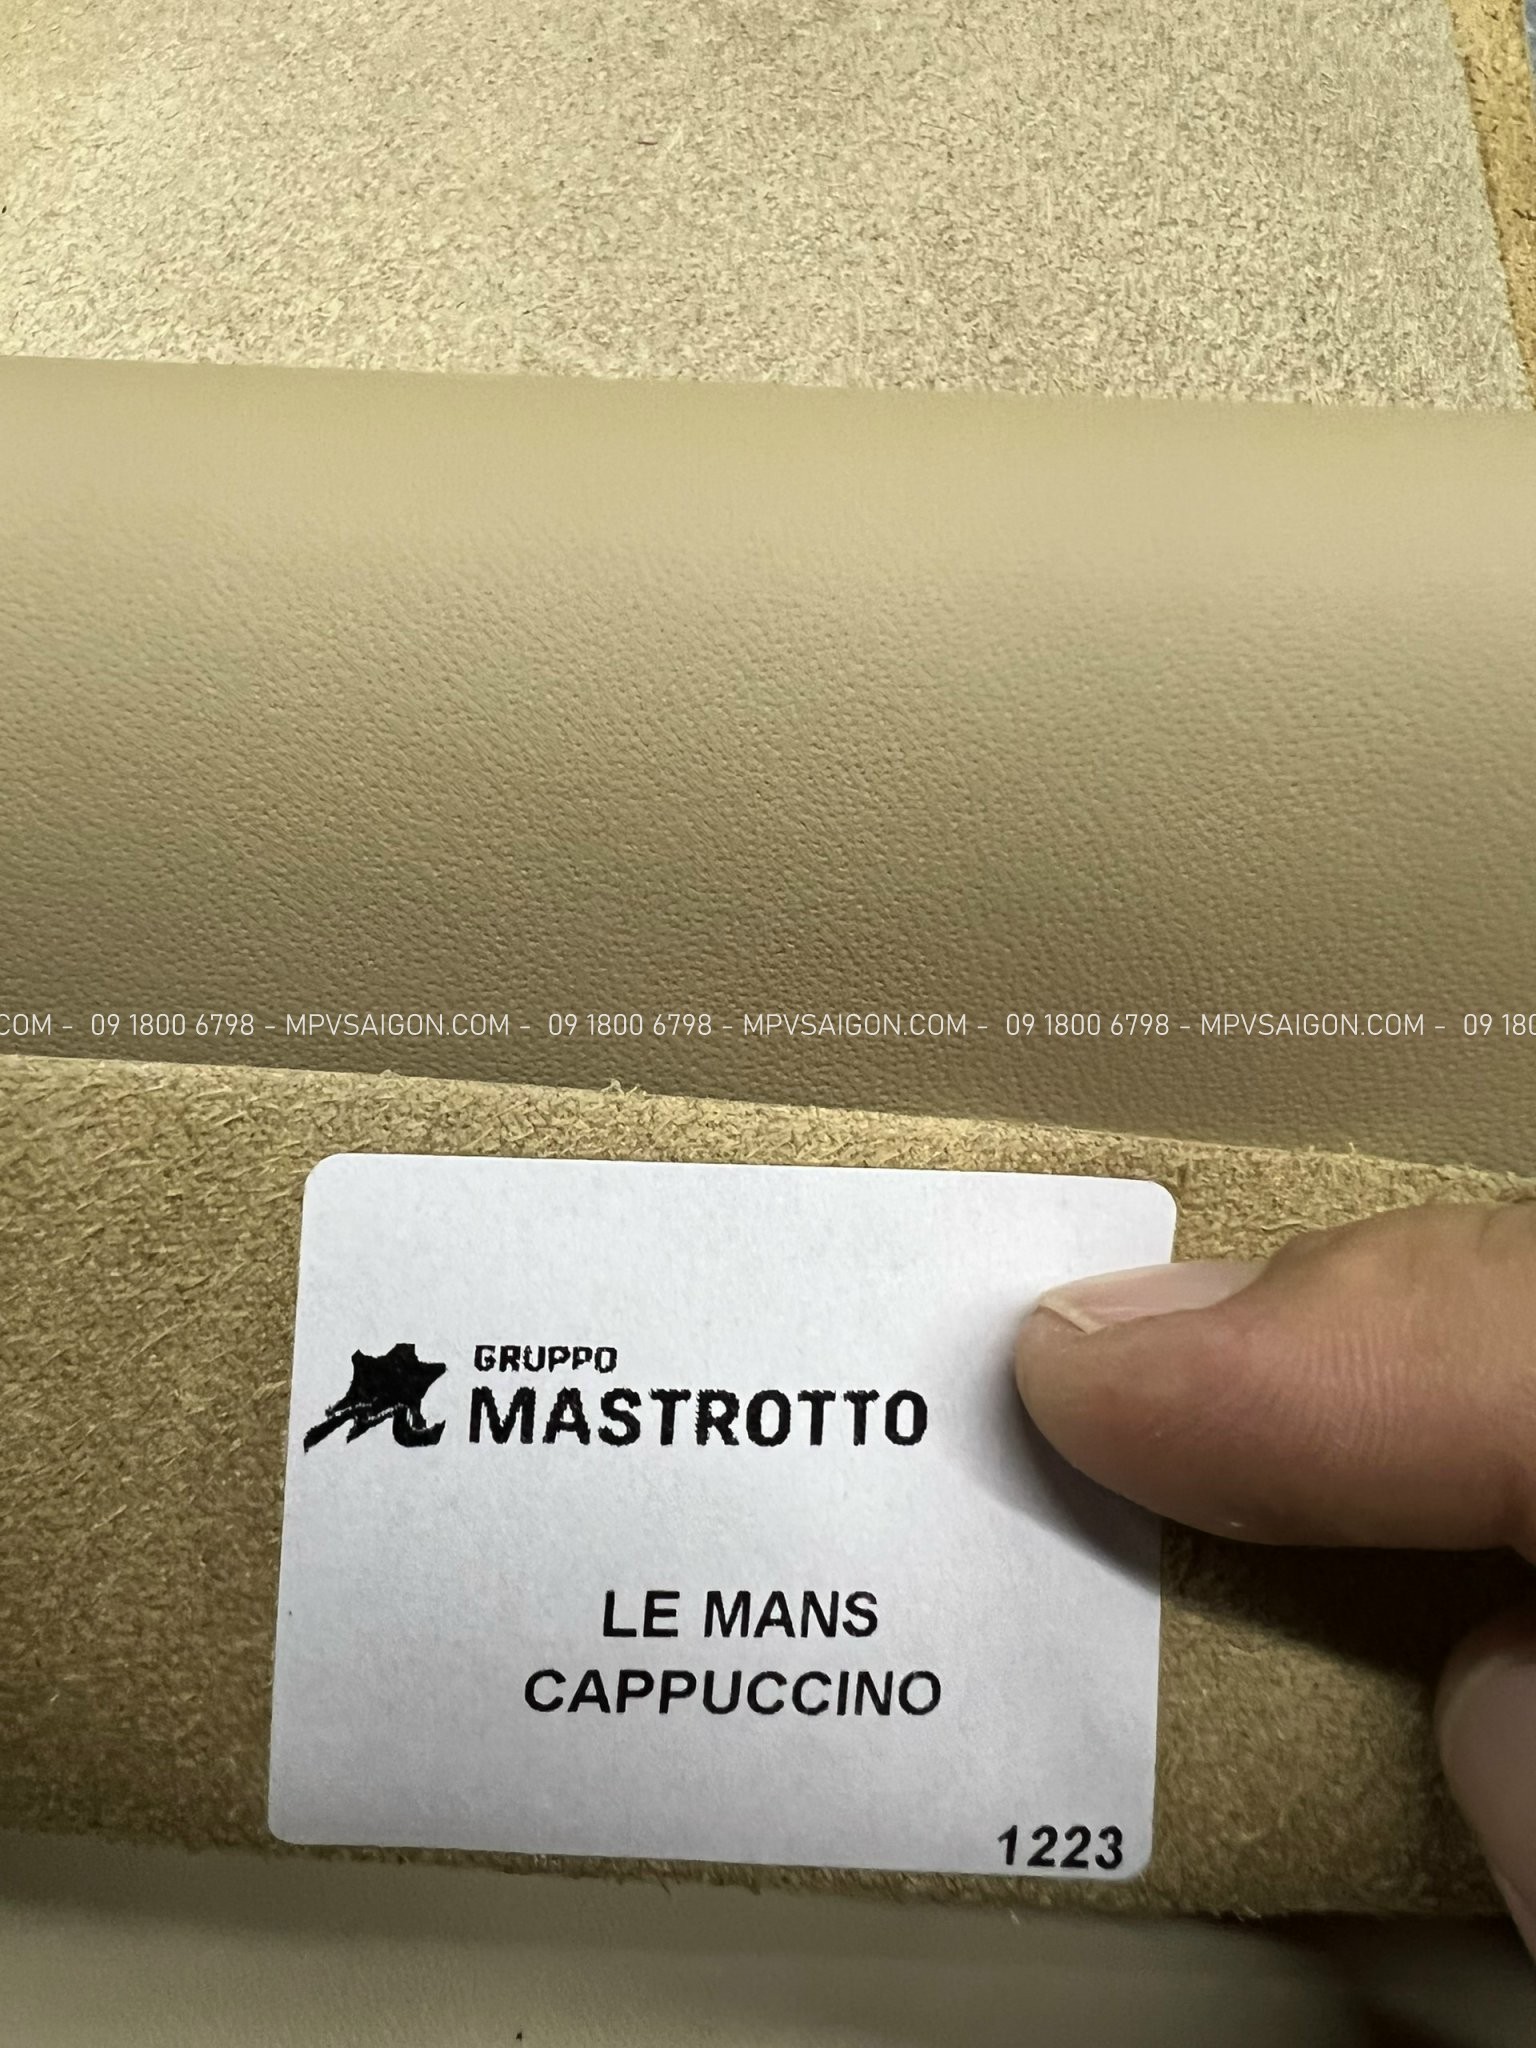 COM - 09 1800 6798 - MPVSAIGON.COM - 09 1800 6798 - MPVSAIGON.COM - 09 1800 6798 - MPVSAIGON.COM - 09 180
GRUPPO
MASTROTTO
LE MANS
CAPPUCCINO
1223